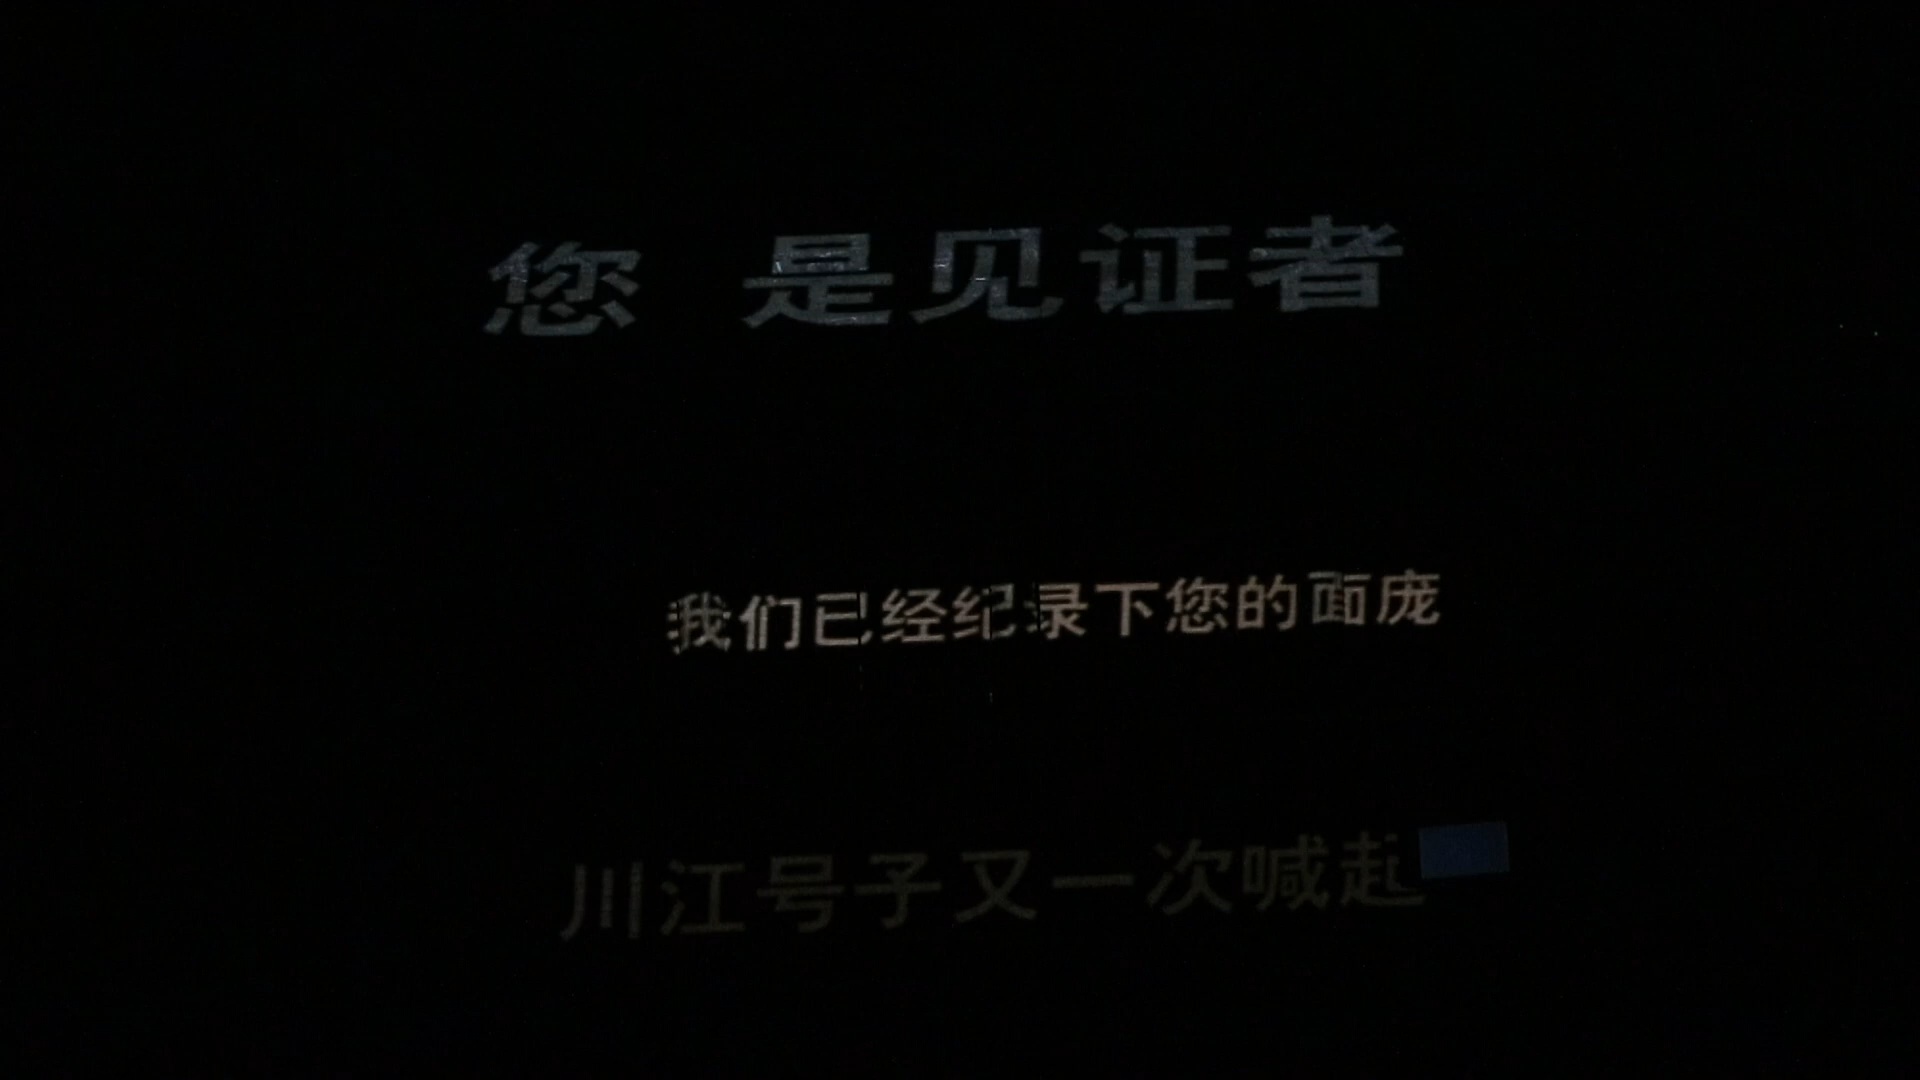 您 是见证者
我们已经纪录下您的面庞
川江号子又一次喊起